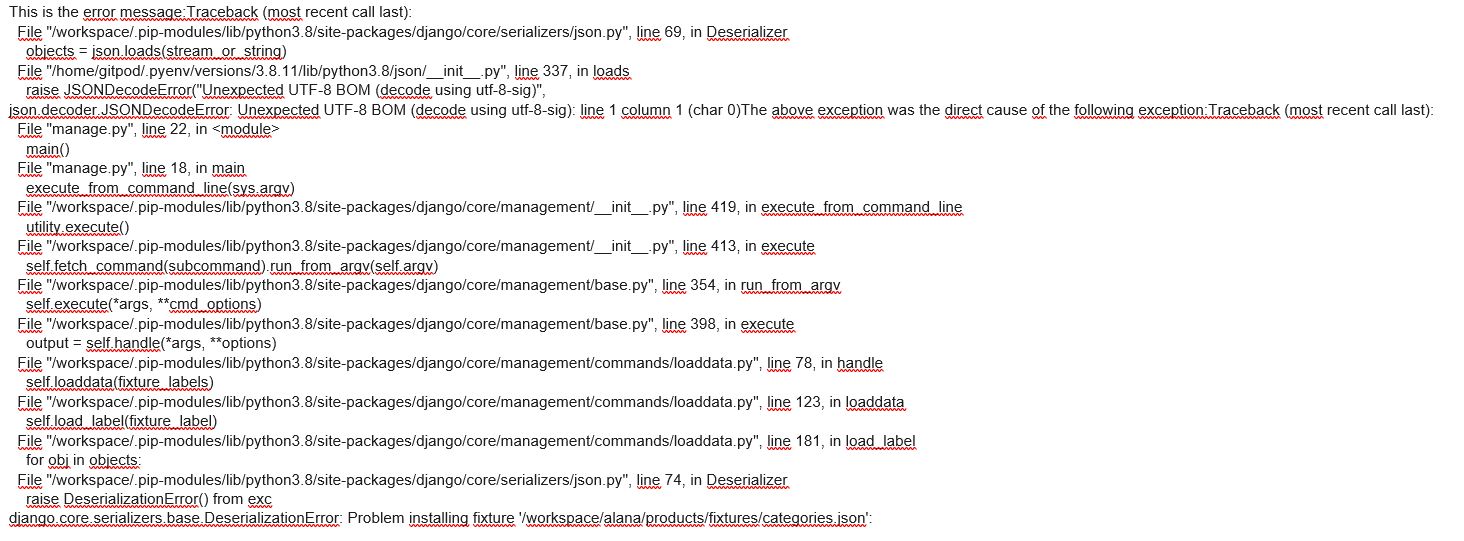 This is the error message:Traceback (most recent call last):
  File "/workspace/.pip-modules/lib/python3.8/site-packages/django/core/serializers/json.py", line 69, in Deserializer
    objects = json.loads(stream_or_string)
  File "/home/gitpod/.pyenv/versions/3.8.11/lib/python3.8/json/__init__.py", line 337, in loads
    raise JSONDecodeError("Unexpected UTF-8 BOM (decode using utf-8-sig)",
json.decoder.JSONDecodeError: Unexpected UTF-8 BOM (decode using utf-8-sig): line 1 column 1 (char 0)The above exception was the direct cause of the following exception:Traceback (most recent call last):
  File "manage.py", line 22, in <module>
    main()
  File "manage.py", line 18, in main
    execute_from_command_line(sys.argv)
  File "/workspace/.pip-modules/lib/python3.8/site-packages/django/core/management/__init__.py", line 419, in execute_from_command_line
    utility.execute()
  File "/workspace/.pip-modules/lib/python3.8/site-packages/django/core/management/__init__.py", line 413, in execute
    self.fetch_command(subcommand).run_from_argv(self.argv)
  File "/workspace/.pip-modules/lib/python3.8/site-packages/django/core/management/base.py", line 354, in run_from_argv
    self.execute(*args, **cmd_options)
  File "/workspace/.pip-modules/lib/python3.8/site-packages/django/core/management/base.py", line 398, in execute
    output = self.handle(*args, **options)
  File "/workspace/.pip-modules/lib/python3.8/site-packages/django/core/management/commands/loaddata.py", line 78, in handle
    self.loaddata(fixture_labels)
  File "/workspace/.pip-modules/lib/python3.8/site-packages/django/core/management/commands/loaddata.py", line 123, in loaddata
    self.load_label(fixture_label)
  File "/workspace/.pip-modules/lib/python3.8/site-packages/django/core/management/commands/loaddata.py", line 181, in load_label
    for obj in objects:
  File "/workspace/.pip-modules/lib/python3.8/site-packages/django/core/serializers/json.py", line 74, in Deserializer
    raise DeserializationError() from exc
django.core.serializers.base.DeserializationError: Problem installing fixture '/workspace/alana/products/fixtures/categories.json':